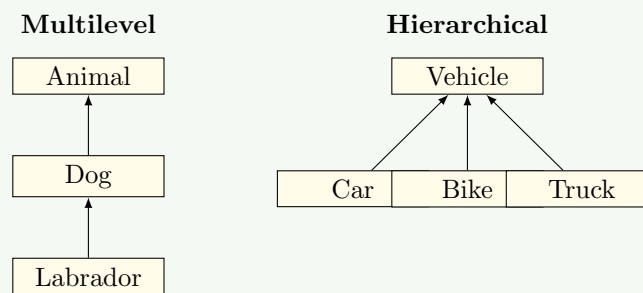 Multilevel
Animal
Dog
Labrador
Hierarchical
Vehicle
Car Bike Truck